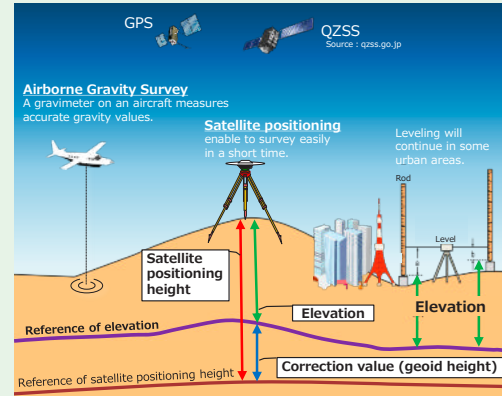 GPS
QZSS
Source : qzss.go.jp
Airborne Gravity Survey
A gravimeter on an aircraft measures
accurate gravity values.
Satellite positioning
enable to survey easily
in a short time.
Leveling will
continue in some
urban areas.
Rod
Level
Satellite
positioning
height
Elevation
Elevation
Reference of elevation
Correction value (geoid height)
Reference of satellite positioning height